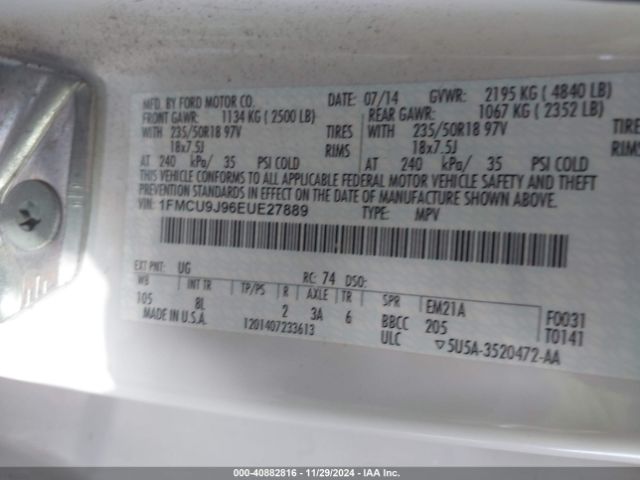 MFD. BY FORD MOTOR CO. DATE: 07/14 GVWR: 2195 KG ( 4840 LB)
FRONT GAWR: 1134 KG ( 2500 LB) REAR GAWR: 1067 KG ( 2352 LB)
WITH 235/50R18 97V TIRES WITH 235/50R18 97V TIRES
18x7.5J RIMS 18x7.5J RIMS
AT 240 kPa/ 35 PSI COLD AT 240 kPa/ 35 PSI COLD
THIS VEHICLE CONFORMS TO ALL APPLICABLE FEDERAL MOTOR VEHICLE SAFETY AND THEFT
PREVENTION STANDARDS IN EFFECT ON THE DATE OF MANUFACTURE SHOWN ABOVE.
VIN: 1FMCU9J96EUE27889 TYPE: MPV
EXT PNT: UG RC: 74 DSO:
WB INT TR TP/PS R AXLE TR SPR EM21A F0031
105 8L 2 3A 6 BBCC 205 T0141
MADE IN U.S.A. 1201407233613 ULC ▽5U5A-3520472-AA
000-40882816 - 11/29/2024 - IAA Inc.